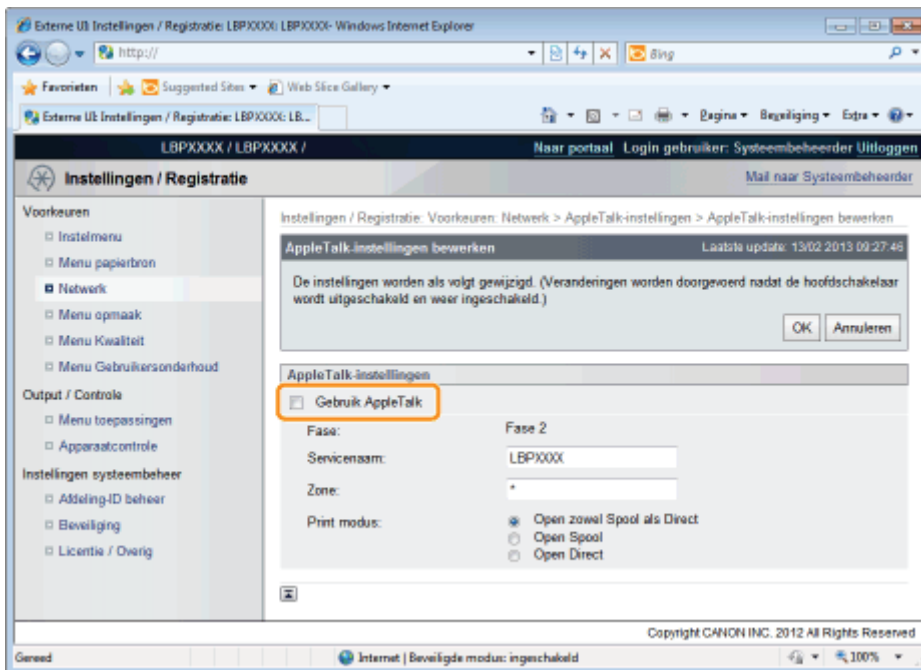 Externe UI: Instellingen / Registratie: LBPXXXX: LBPXXXX- Windows Internet Explorer
http://
Bing
Favorieten Suggested Sites Web Slice Gallery
Externe UI: Instellingen / Registratie: LBPXXXX: LB...
Pagina Beveiliging Extra
LBPXXXX / LBPXXXX /
Naar portaal Login gebruiker: Systeembeheerder Uitloggen
Instellingen / Registratie
Mail naar Systeembeheerder
Voorkeuren
Instelmenu
Menu papierbron
Netwerk
Menu opmaak
Menu Kwaliteit
Menu Gebruikersonderhoud
Output / Controle
Menu toepassingen
Apparaatcontrole
Instellingen systeembeheer
Afdeling-ID beheer
Beveiliging
Licentie / Overig
Instellingen / Registratie: Voorkeuren: Netwerk > AppleTalk-instellingen > AppleTalk-instellingen bewerken
AppleTalk-instellingen bewerken
Laatste update: 13/02 2013 09:27:46
De instellingen worden als volgt gewijzigd. (Veranderingen worden doorgevoerd nadat de hoofdschakelaar
wordt uitgeschakeld en weer ingeschakeld.)
OK Annuleren
AppleTalk-instellingen
Gebruik AppleTalk
Fase: Fase 2
Servicenaam: LBPXXXX
Zone: *
Print modus: Open zowel Spool als Direct
Open Spool
Open Direct
Copyright CANON INC. 2012 All Rights Reserved
Gereed Internet | Beveiligde modus: ingeschakeld 100%